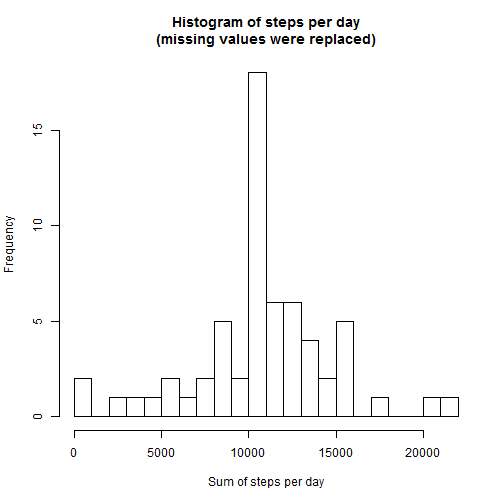 Histogram of steps per day
(missing values were replaced)
Frequency
15
10
5
0
0 5000 10000 15000 20000
Sum of steps per day